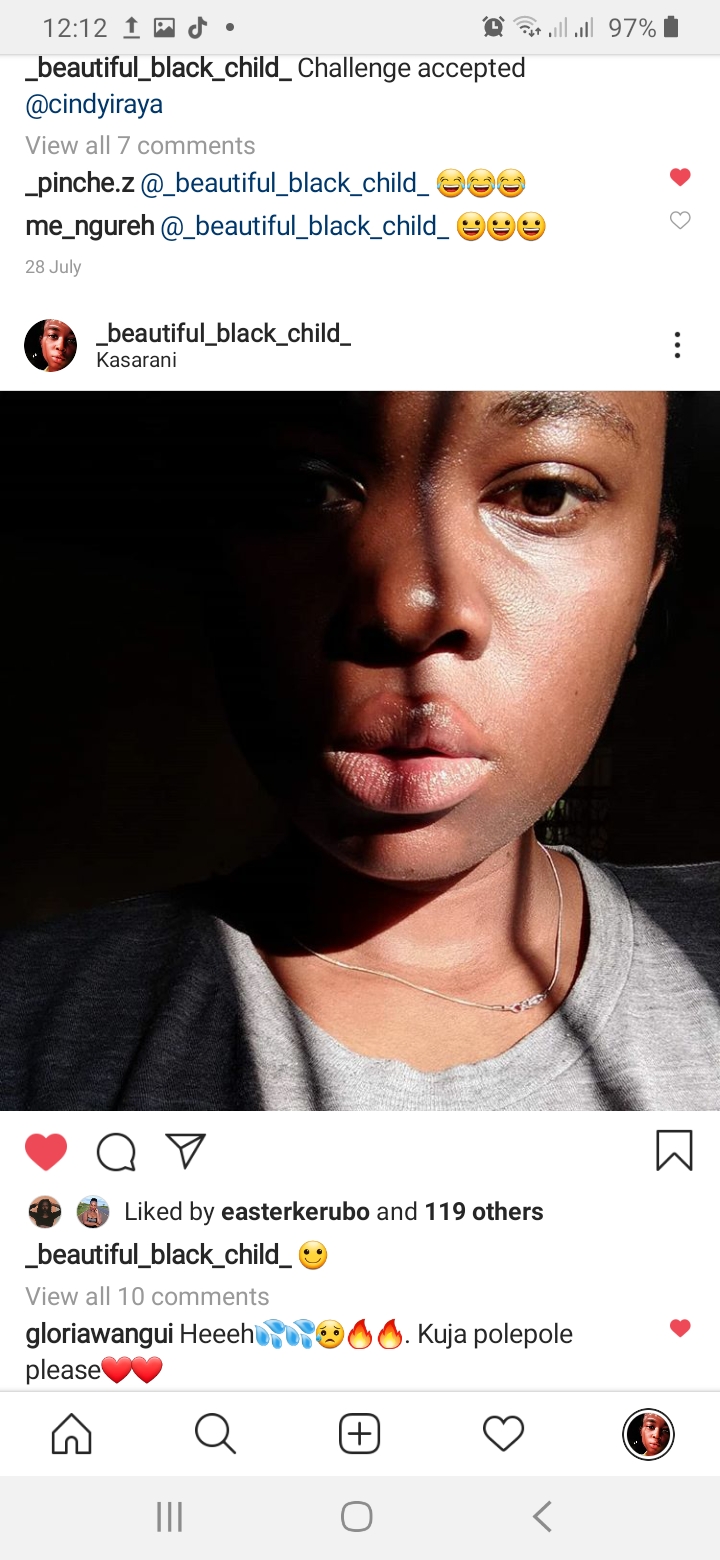 12:12 97%
_beautiful_black_child_ Challenge accepted
@cindyiraya
View all 7 comments
_pinche.z @_beautiful_black_child_ 😂😂😂
me_ngureh @_beautiful_black_child_ 😀😀😀
28 July
_beautiful_black_child_
Kasarani
Liked by easterkerubo and 119 others
_beautiful_black_child_ 🙂
View all 10 comments
gloriawangui Heeeh💦💦😥🔥🔥. Kuja polepole
please❤️❤️